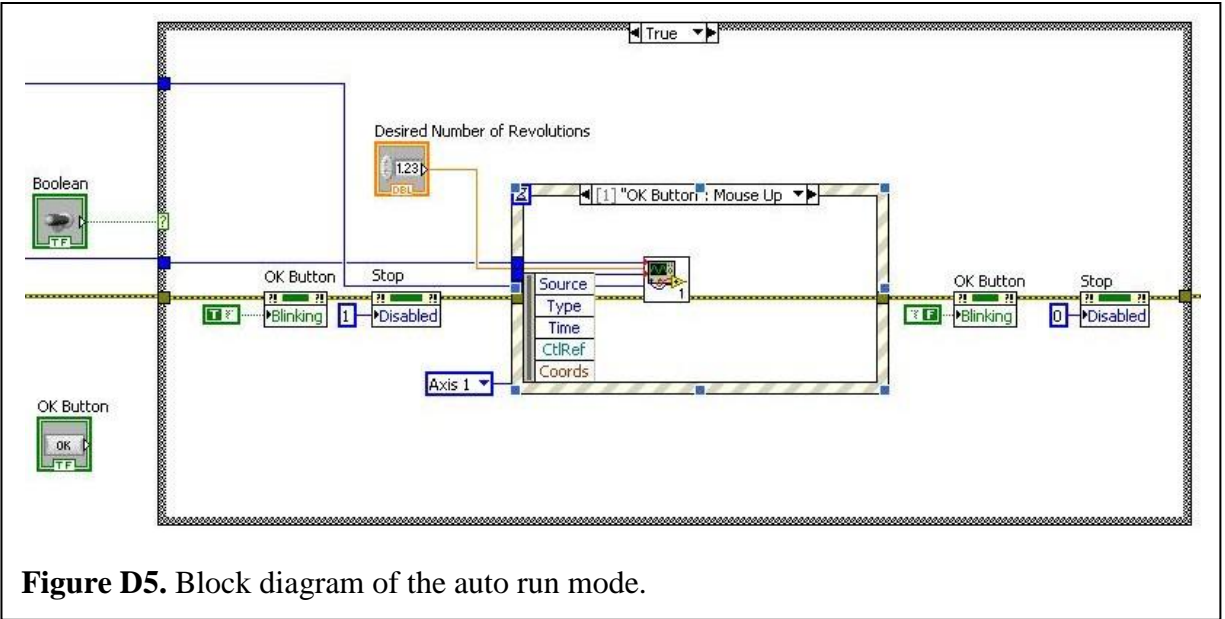 True
Desired Number of Revolutions
1.23
DBL
Boolean
TF
[1] "OK Button" : Mouse Up
?
OK Button
Stop
?! ?!
?! ?!
T
Blinking
1
Disabled
Source
Type
Time
CtlRef
Coords
1
Axis 1
OK Button
Stop
?! ?!
?! ?!
F
Blinking
0
Disabled
OK Button
OK
TF
Figure D5. Block diagram of the auto run mode.